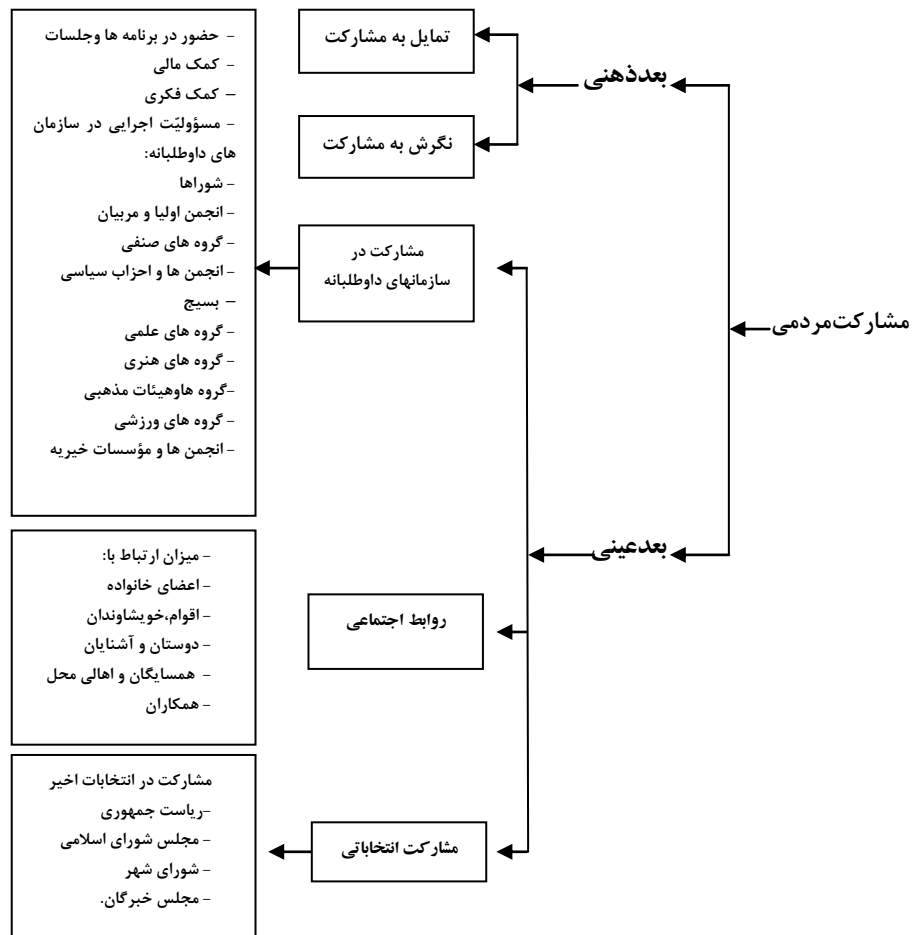 مشارکت‌مردمی
بعدذهنی
تمایل به مشارکت
نگرش به مشارکت
بعدعینی
مشارکت در
سازمانهای داوطلبانه
– حضور در برنامه ها وجلسات
– کمک مالی
– کمک فکری
– مسؤولیّت اجرایی در سازمان
های داوطلبانه:
– شوراها
– انجمن اولیا و مربیان
– گروه های صنفی
– انجمن ها و احزاب سیاسی
– بسیج
– گروه های علمی
– گروه های هنری
–گروه هاوهیئات مذهبی
– گروه های ورزشی
– انجمن ها و مؤسسات خیریه
روابط اجتماعی
– میزان ارتباط با:
– اعضای خانواده
– اقوام،خویشاوندان
– دوستان و آشنایان
– همسایگان و اهالی محل
– همکاران
مشارکت انتخاباتی
مشارکت در انتخابات اخیر
–ریاست جمهوری
– مجلس شورای اسلامی
– شورای شهر
– مجلس خبرگان.